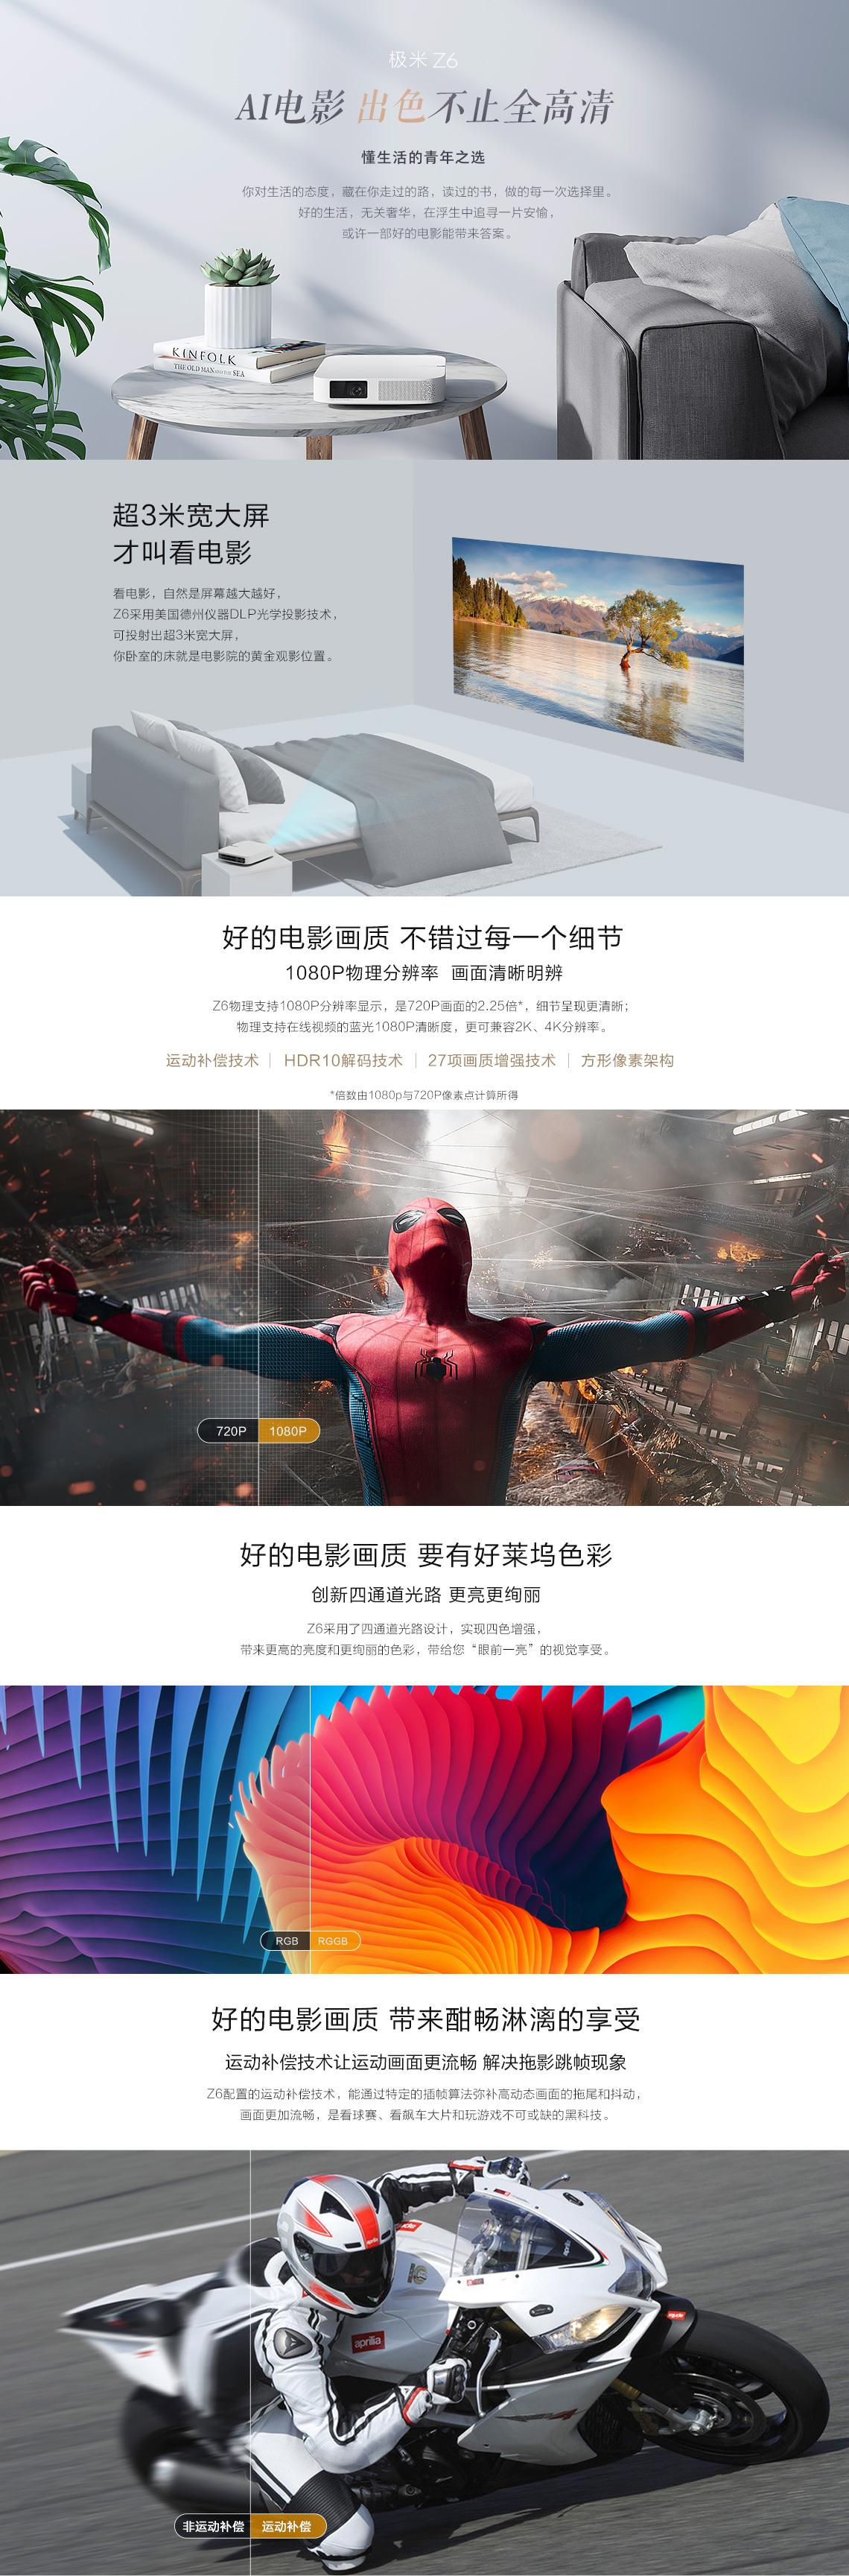 极米 Z6
AI电影 出色不止全高清
懂生活的青年之选
你对生活的态度，藏在你走过的路，读过的书，做的每一次选择里。
好的生活，无关奢华，在浮生中追寻一片安愉，
或许一部好的电影能带来答案。
KINFOLK
THE OLD MAN AND THE SEA
超3米宽大屏
才叫看电影
看电影，自然是屏幕越大越好，
Z6采用美国德州仪器DLP光学投影技术，
可投射出超3米宽大屏，
你卧室的床就是电影院的黄金观影位置。
好的电影画质 不错过每一个细节
1080P物理分辨率 画面清晰明辨
Z6物理支持1080P分辨率显示，是720P画面的2.25倍*，细节呈现更清晰；
物理支持在线视频的蓝光1080P清晰度，更可兼容2K、4K分辨率。
运动补偿技术 | HDR10解码技术 | 27项画质增强技术 | 方形像素架构
*倍数由1080p与720P像素点计算所得
720P 1080P
好的电影画质 要有好莱坞色彩
创新四通道光路 更亮更绚丽
Z6采用了四通道光路设计，实现四色增强，
带来更高的亮度和更绚丽的色彩，带给您“眼前一亮”的视觉享受。
RGB RGGB
好的电影画质 带来酣畅淋漓的享受
运动补偿技术让运动画面更流畅 解决拖影跳帧现象
Z6配置的运动补偿技术，能通过特定的插帧算法弥补高动态画面的拖尾和抖动，
画面更加流畅，是看球赛、看飙车大片和玩游戏不可或缺的黑科技。
aprilia
aprilia
aprilia
非运动补偿 运动补偿